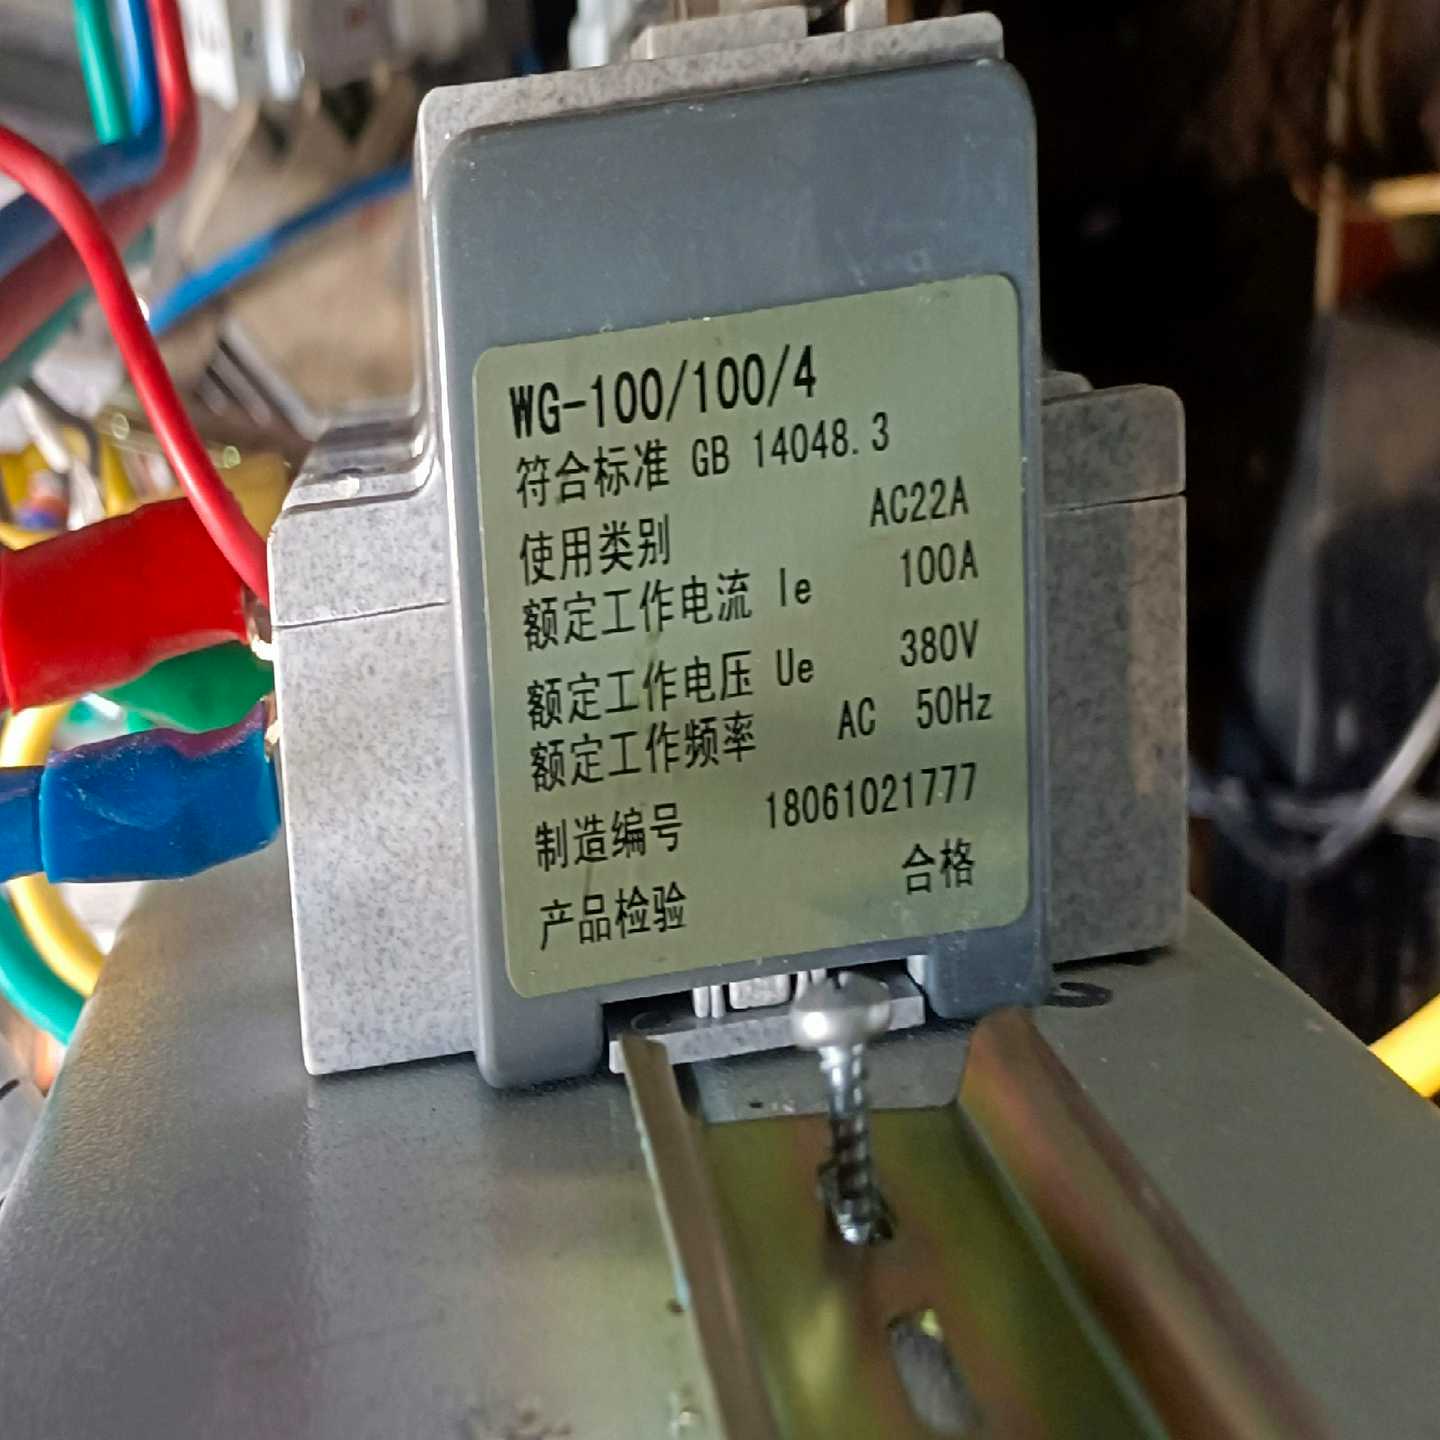 WG-100/100/4
符合标准 GB 14048.3
使用类别 AC22A
额定工作电流 Ie 100A
额定工作电压 Ue 380V
额定工作频率 AC 50Hz
制造编号 18061021777
产品检验 合格